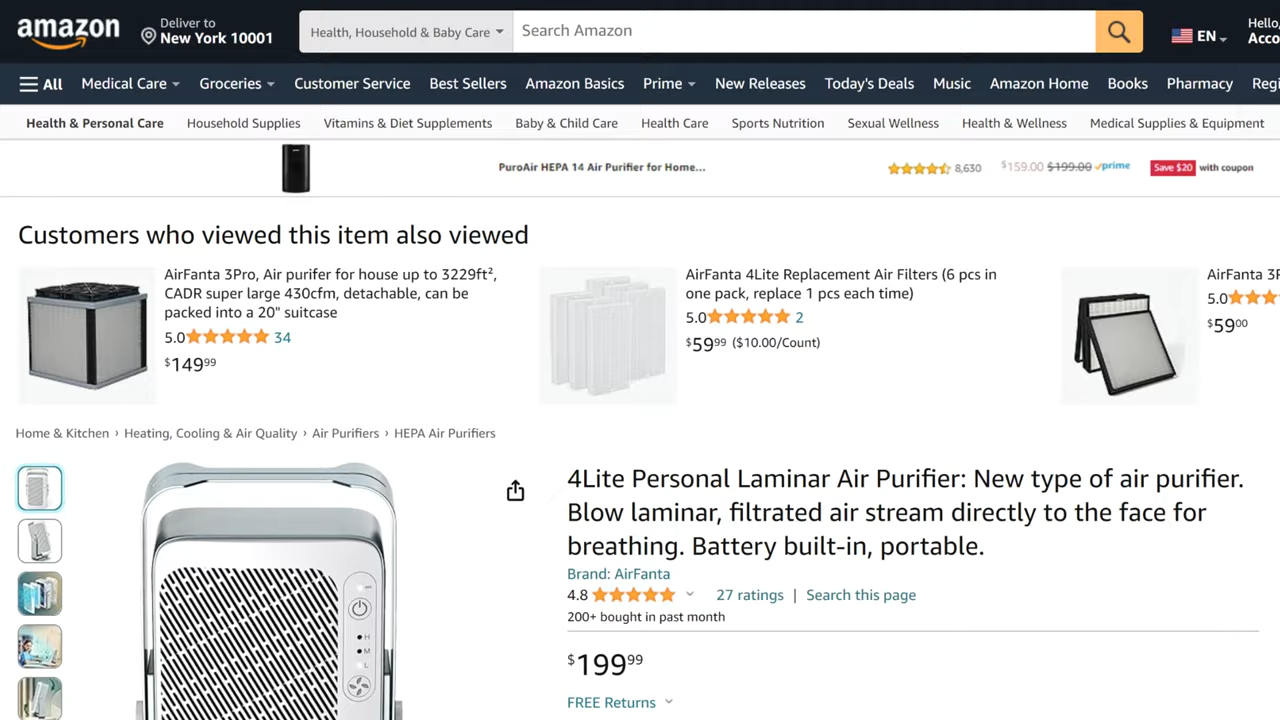 amazon
Deliver to
New York 10001
Health, Household & Baby Care
Search Amazon
EN
Hello,
Acco
All
Medical Care
Groceries
Customer Service
Best Sellers
Amazon Basics
Prime
New Releases
Today's Deals
Music
Amazon Home
Books
Pharmacy
Regi
Health & Personal Care
Household Supplies
Vitamins & Diet Supplements
Baby & Child Care
Health Care
Sports Nutrition
Sexual Wellness
Health & Wellness
Medical Supplies & Equipment
PuroAir HEPA 14 Air Purifier for Home...
8,630
$159.00 $199.00 prime
Save $20 with coupon
Customers who viewed this item also viewed
AirFanta 3Pro, Air purifer for house up to 3229ft²,
CADR super large 430cfm, detachable, can be
packed into a 20" suitcase
5.0 34
$14999
AirFanta 4Lite Replacement Air Filters (6 pcs in
one pack, replace 1 pcs each time)
5.0 2
$5999 ($10.00/Count)
AirFanta 3P
5.0
$5900
Home & Kitchen › Heating, Cooling & Air Quality › Air Purifiers › HEPA Air Purifiers
4Lite Personal Laminar Air Purifier: New type of air purifier.
Blow laminar, filtrated air stream directly to the face for
breathing. Battery built-in, portable.
Brand: AirFanta
4.8 27 ratings | Search this page
200+ bought in past month
$19999
FREE Returns
H
M
L